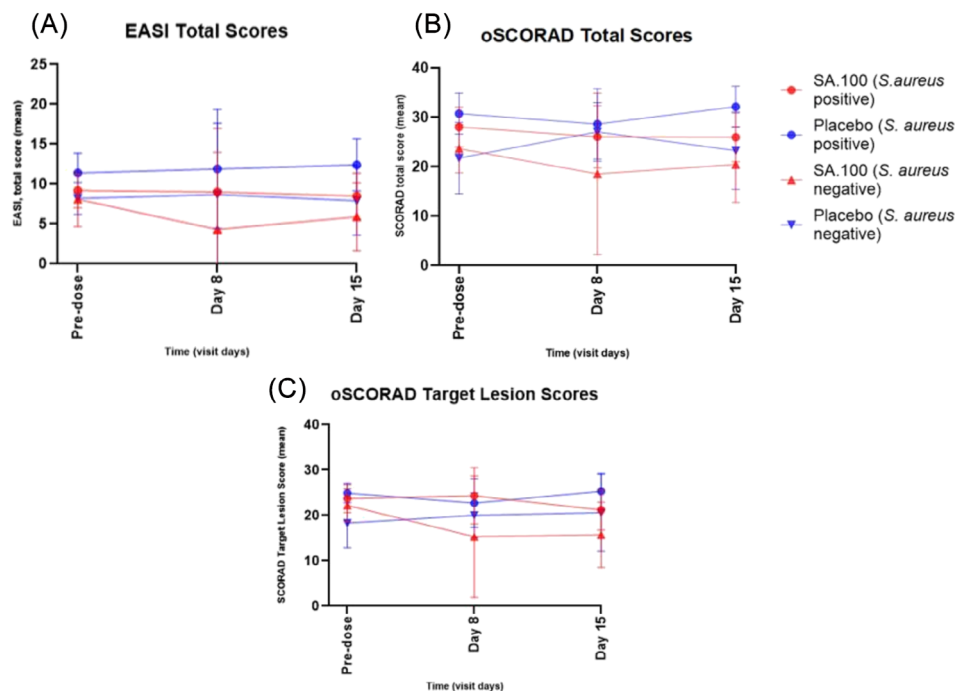 (A)
EASI Total Scores
25
20
15
10
5
0
EASI, total score (mean)
Pre-dose
Day 8
Day 15
Time (visit days)
(B)
oSCORAD Total Scores
40
30
20
10
0
SCORAD total score (mean)
Pre-dose
Day 8
Day 15
Time (visit days)
SA.100 (S.aureus
positive)
Placebo (S. aureus
positive)
SA.100 (S. aureus
negative)
Placebo (S. aureus
negative)
(C)
oSCORAD Target Lesion Scores
40
30
20
10
0
SCORAD Target Lesion Score (mean)
Pre-dose
Day 8
Day 15
Time (visit days)